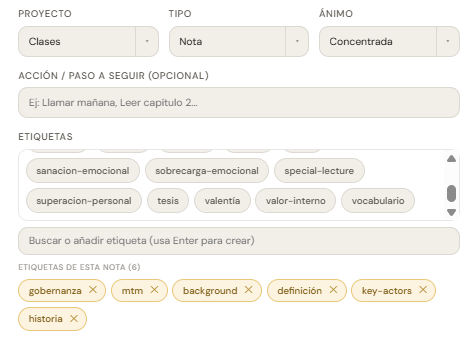 PROYECTO TIPO ÁNIMO
Clases Nota Concentrada
ACCIÓN / PASO A SEGUIR (OPCIONAL)
Ej: Llamar mañana, Leer capítulo 2...
ETIQUETAS
sanacion-emocional sobrecarga-emocional special-lecture
superacion-personal tesis valentía valor-interno vocabulario
Buscar o añadir etiqueta (usa Enter para crear)
ETIQUETAS DE ESTA NOTA (6)
gobernanza × mtm × background × definición × key-actors ×
historia ×